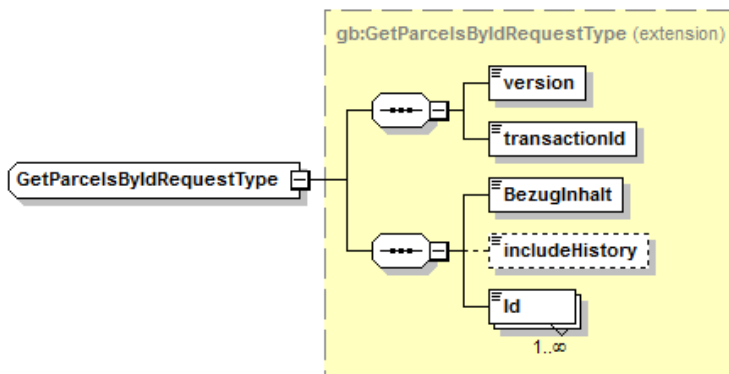 gb:GetParcelsByIdRequestType (extension)
version
transactionId
GetParcelsByIdRequestType
BezugInhalt
includeHistory
Id
1..∞